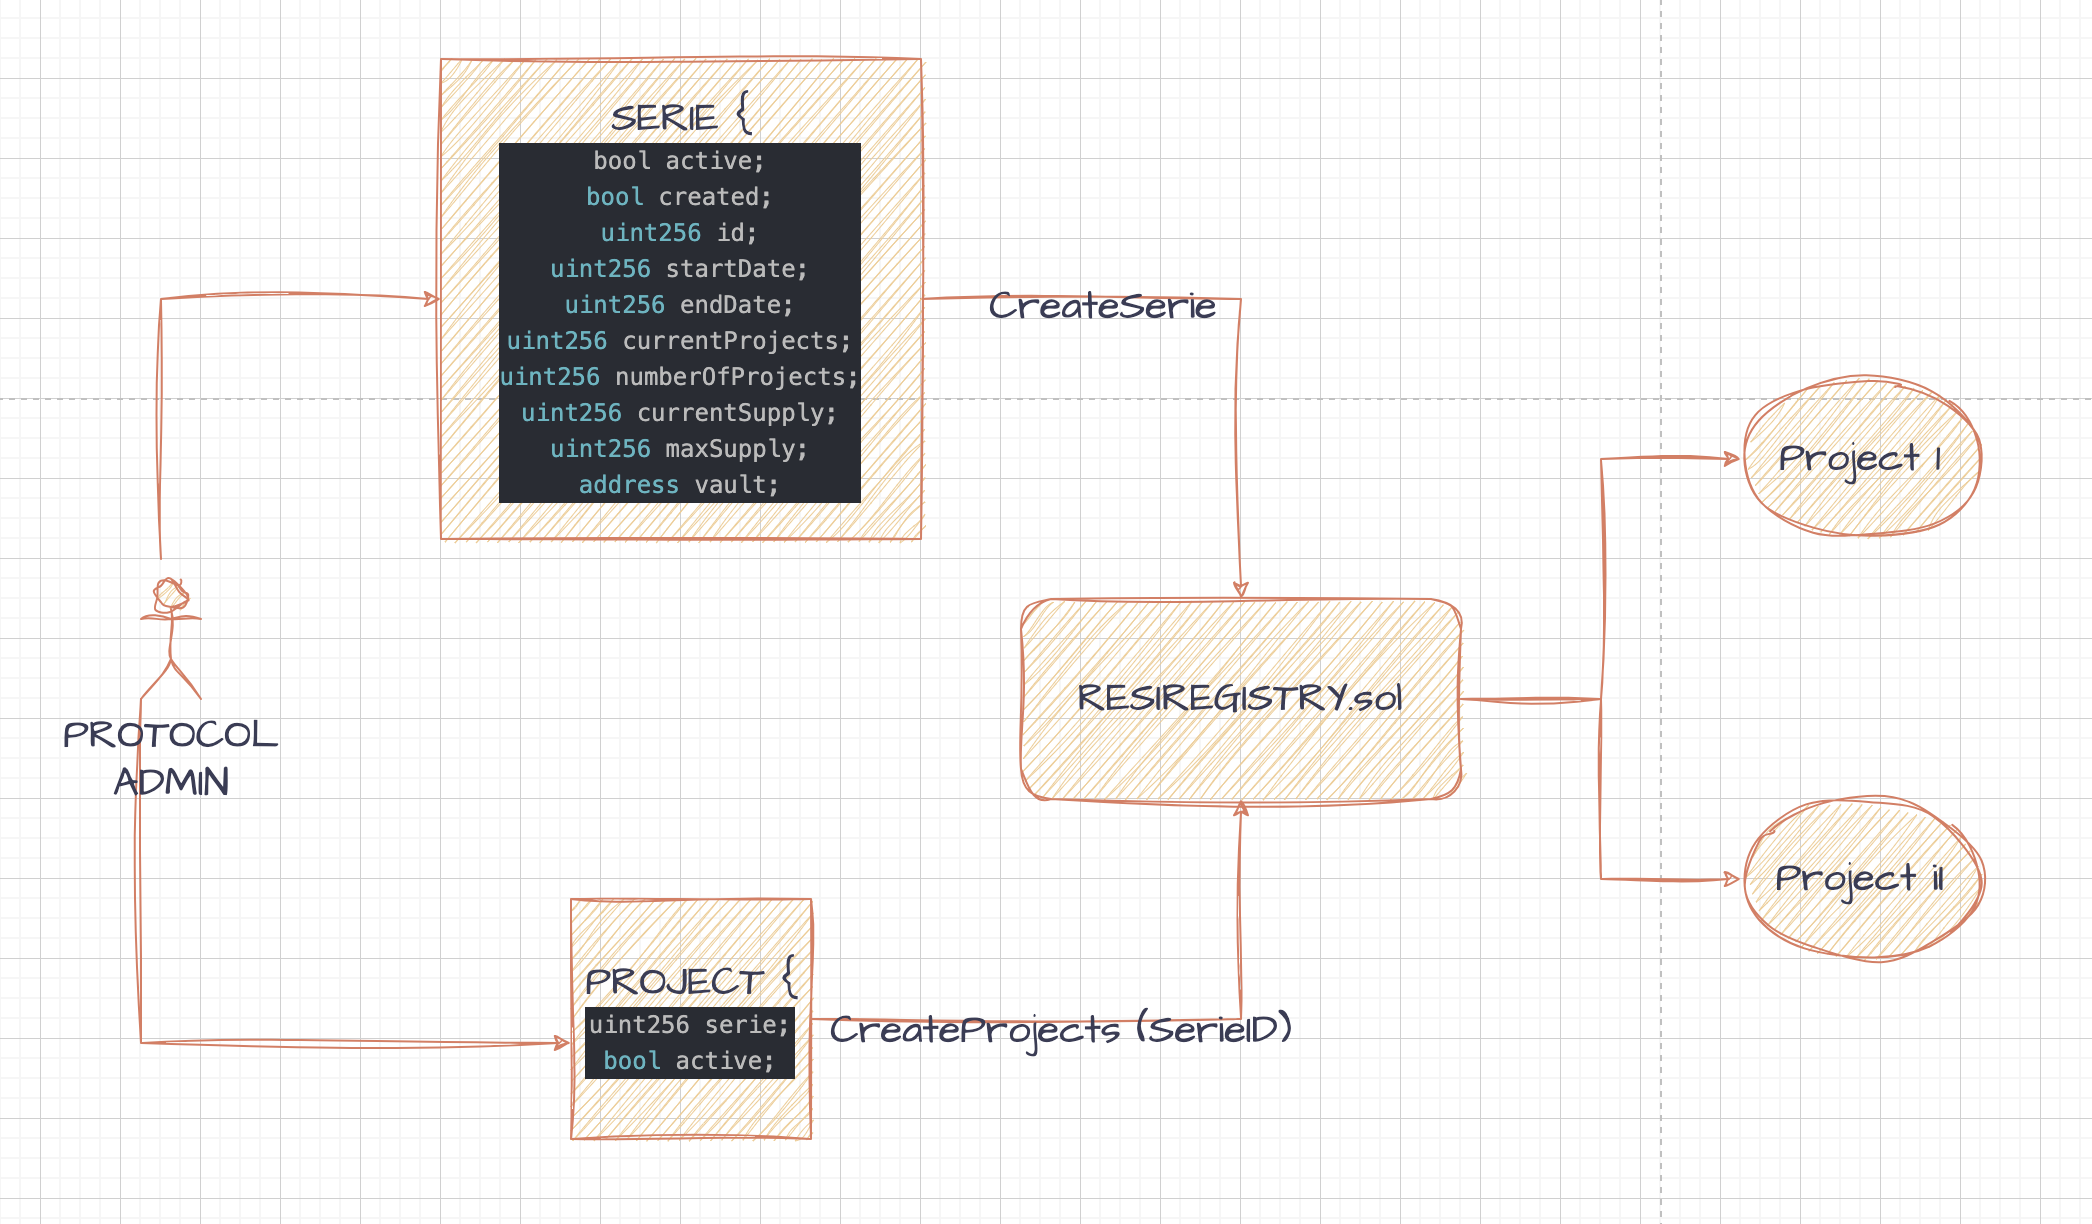 SERIE {
bool active;
bool created;
uint256 id;
uint256 startDate;
uint256 endDate;
uint256 currentProjects;
uint256 numberOfProjects;
uint256 currentSupply;
uint256 maxSupply;
address vault;
CreateSerie
Project 1
RESIREGISTRY.sol
PROTOCOL
ADMIN
Project ii
PROJECT {
uint256 serie;
bool active;
CreateProjects (SerieID)